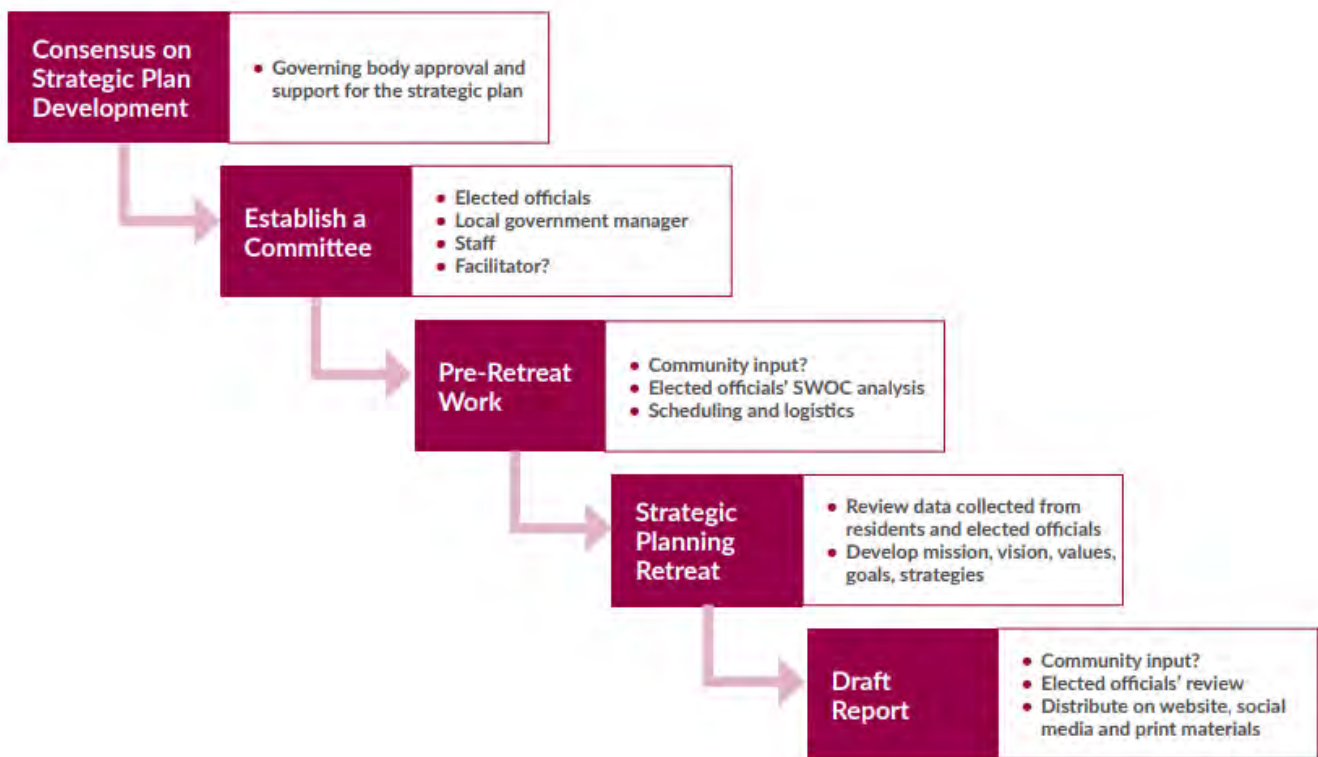 Consensus on
Strategic Plan
Development
• Governing body approval and
support for the strategic plan
Establish a
Committee
• Elected officials
• Local government manager
• Staff
• Facilitator?
Pre-Retreat
Work
• Community input?
• Elected officials' SWOC analysis
• Scheduling and logistics
Strategic
Planning
Retreat
• Review data collected from
residents and elected officials
• Develop mission, vision, values,
goals, strategies
Draft
Report
• Community input?
• Elected officials' review
• Distribute on website, social
media and print materials